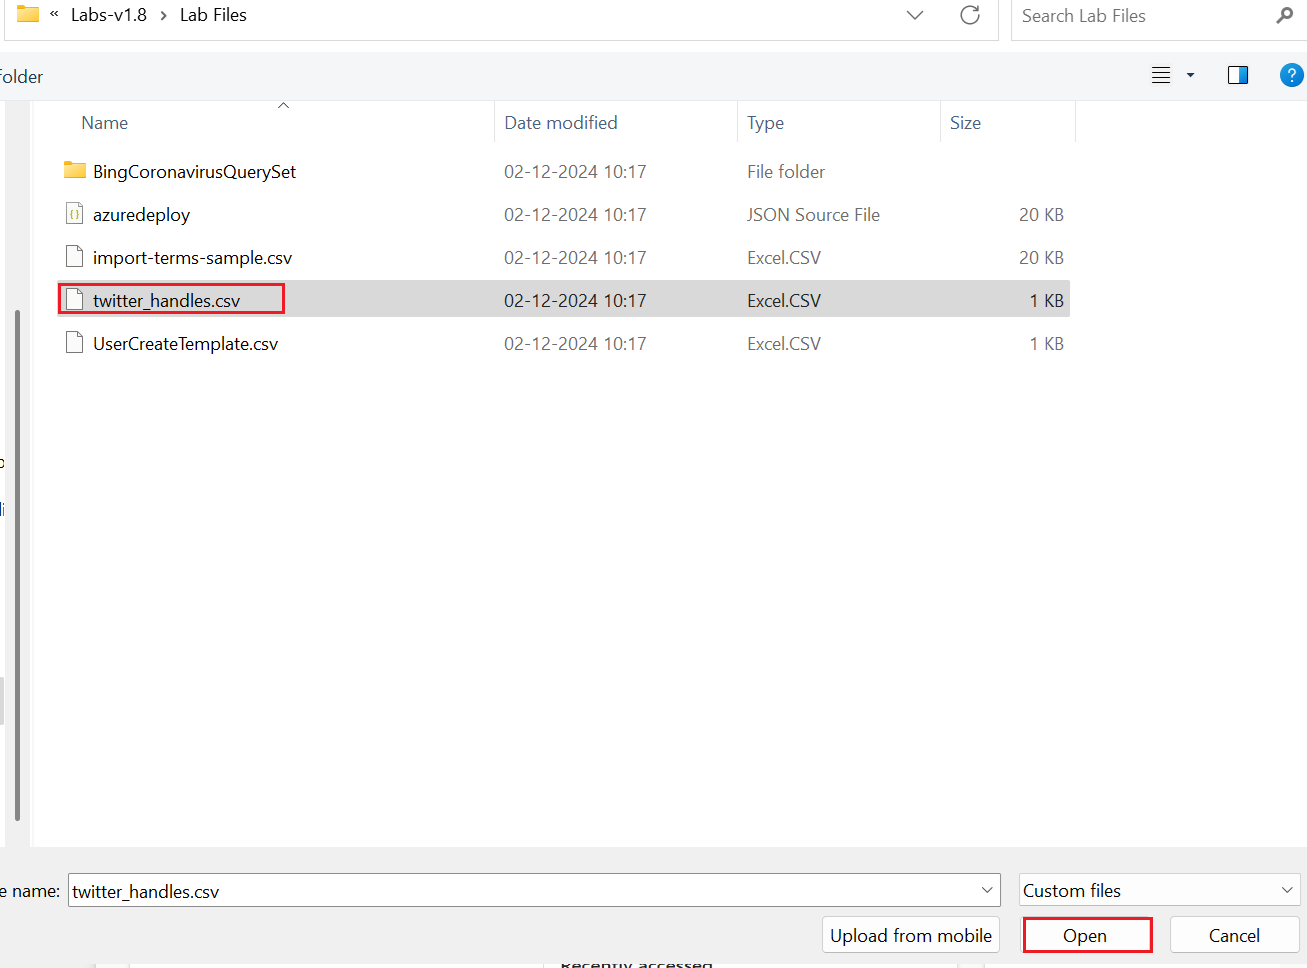 « Labs-v1.8 > Lab Files
Search Lab Files
folder
?
Name Date modified Type Size
BingCoronavirusQuerySet 02-12-2024 10:17 File folder
azuredeploy 02-12-2024 10:17 JSON Source File 20 KB
import-terms-sample.csv 02-12-2024 10:17 Excel.CSV 20 KB
twitter_handles.csv 02-12-2024 10:17 Excel.CSV 1 KB
UserCreateTemplate.csv 02-12-2024 10:17 Excel.CSV 1 KB
e name: twitter_handles.csv Custom files
Upload from mobile Open Cancel
Recently accessed